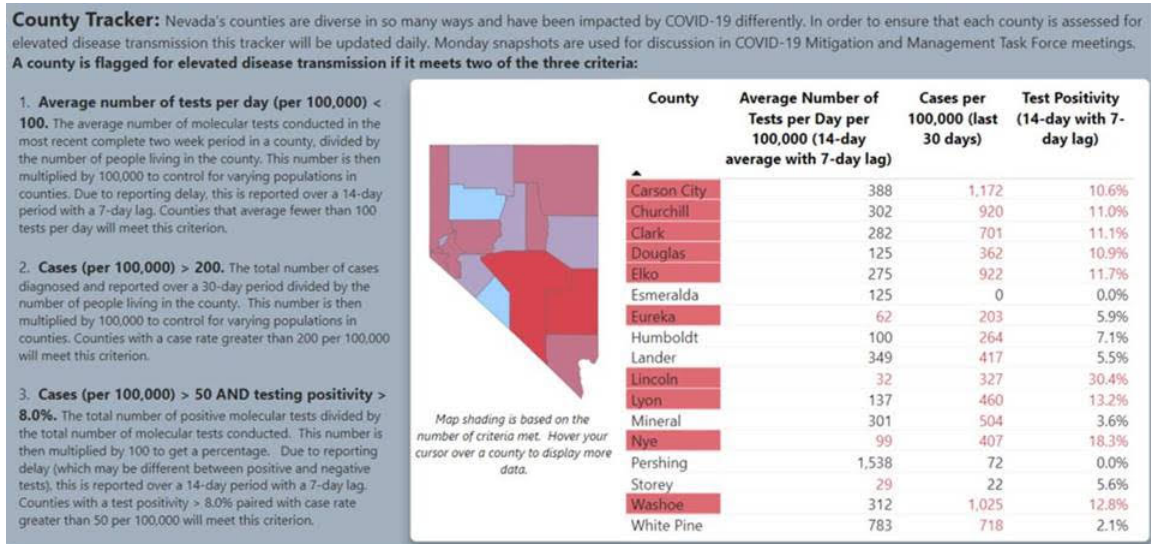 County Tracker: Nevada's counties are diverse in so many ways and have been impacted by COVID-19 differently. In order to ensure that each county is assessed for
elevated disease transmission this tracker will be updated daily. Monday snapshots are used for discussion in COVID-19 Mitigation and Management Task Force meetings.
A county is flagged for elevated disease transmission if it meets two of the three criteria:
1. Average number of tests per day (per 100,000) <
100. The average number of molecular tests conducted in the
most recent complete two week period in a county, divided by
the number of people living in the county. This number is then
multiplied by 100,000 to control for varying populations in
counties. Due to reporting delay, this is reported over a 14-day
period with a 7-day lag. Counties that average fewer than 100
tests per day will meet this criterion.
2. Cases (per 100,000) > 200. The total number of cases
diagnosed and reported over a 30-day period divided by the
number of people living in the county. This number is then
multiplied by 100,000 to control for varying populations in
counties. Counties with a case rate greater than 200 per 100,000
will meet this criterion.
3. Cases (per 100,000) > 50 AND testing positivity >
8.0%. The total number of positive molecular tests divided by
the total number of molecular tests conducted. This number is
then multiplied by 100 to get a percentage. Due to reporting
delay (which may be different between positive and negative
tests), this is reported over a 14-day period with a 7-day lag.
Counties with a test positivity > 8.0% paired with case rate
greater than 50 per 100,000 will meet this criterion.
Map shading is based on the
number of criteria met. Hover your
cursor over a county to display more
data.
County Average Number of Cases per Test Positivity
Tests per Day per 100,000 (last (14-day with 7-
100,000 (14-day 30 days) day lag)
average with 7-day lag)
Carson City 388 1,172 10.6%
Churchill 302 920 11.0%
Clark 282 701 11.1%
Douglas 125 362 10.9%
Elko 275 922 11.7%
Esmeralda 125 0 0.0%
Eureka 62 203 5.9%
Humboldt 100 264 7.1%
Lander 349 417 5.5%
Lincoln 32 327 30.4%
Lyon 137 460 13.2%
Mineral 301 504 3.6%
Nye 99 407 18.3%
Pershing 1,538 72 0.0%
Storey 29 22 5.6%
Washoe 312 1,025 12.8%
White Pine 783 718 2.1%